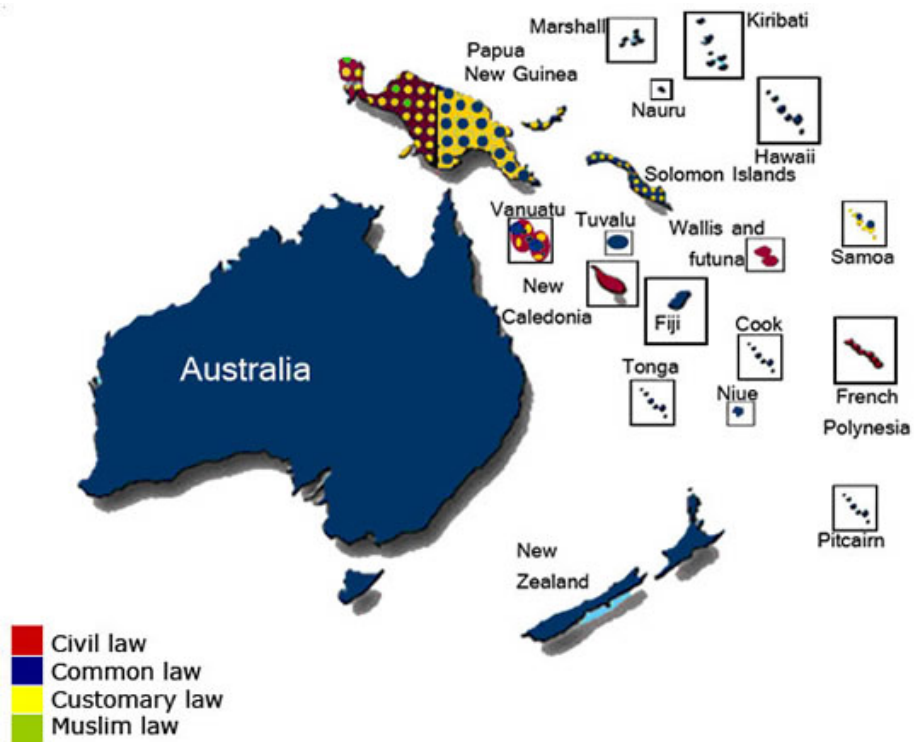 Marshall
Kiribati
Papua
New Guinea
Nauru
Hawaii
Solomon Islands
Vanuatu
Tuvalu
Wallis and
futuna
Samoa
New
Caledonia
Fiji
Cook
Australia
Tonga
Niue
French
Polynesia
Pitcairn
New
Zealand
Civil law
Common law
Customary law
Muslim law